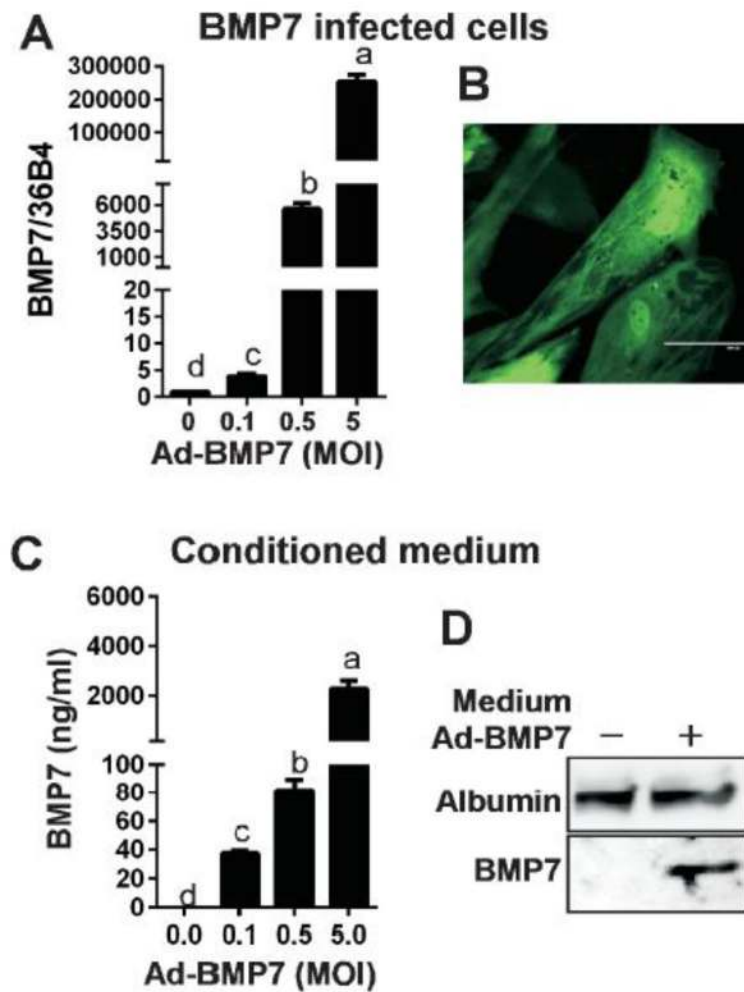 A BMP7 infected cells
BMP7/36B4
300000
200000
100000
6000
3500
1000
20
15
10
5
0
a
b
c
d
0 0.1 0.5 5
Ad-BMP7 (MOI)
B
C Conditioned medium
BMP7 (ng/ml)
6000
4000
2000
100
80
60
40
20
0
a
b
c
d
0.0 0.1 0.5 5.0
Ad-BMP7 (MOI)
D
Medium
Ad-BMP7 − +
Albumin
BMP7